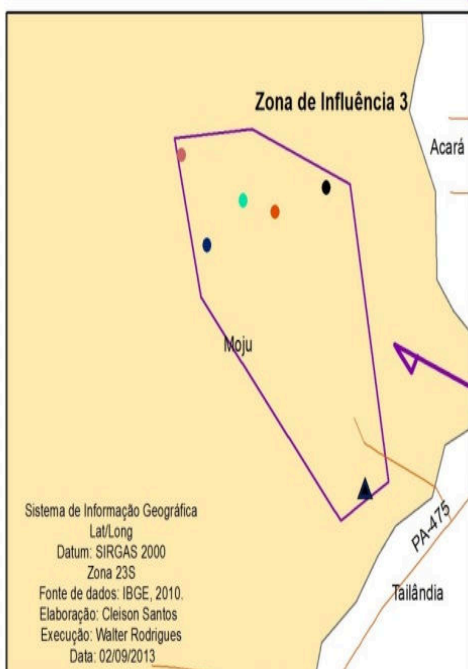 Zona de Influência 3
Acará
Moju
PA-475
Tailândia
Sistema de Informação Geográfica
Lat/Long
Datum: SIRGAS 2000
Zona 23S
Fonte de dados: IBGE, 2010.
Elaboração: Cleison Santos
Execução: Walter Rodrigues
Data: 02/09/2013